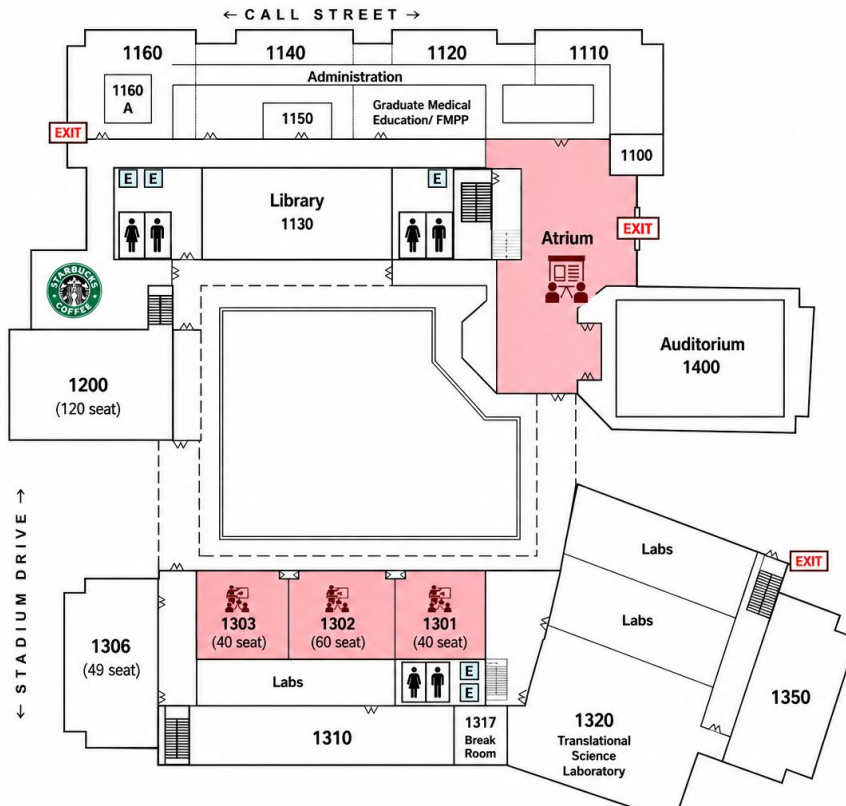 ← CALL STREET →
1160
1140
1120
1110
Administration
1160
A
1150
Graduate Medical
Education/ FMPP
EXIT
1100
E
E
E
Library
1130
Atrium
EXIT
STARBUCKS
COFFEE
Auditorium
1400
1200
(120 seat)
← STADIUM DRIVE →
Labs
EXIT
1303
(40 seat)
1302
(60 seat)
1301
(40 seat)
Labs
1306
(49 seat)
Labs
E
E
1350
1310
1317
Break
Room
1320
Translational
Science
Laboratory